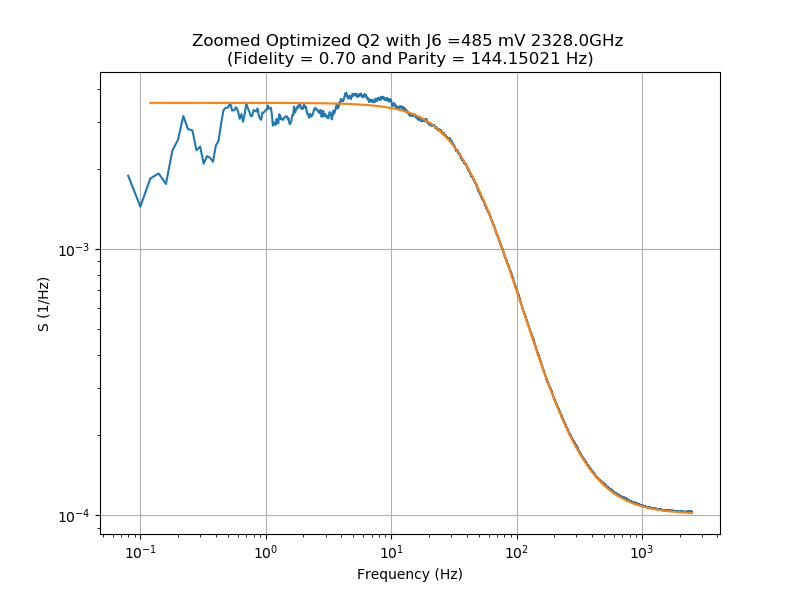 Zoomed Optimized Q2 with J6 =485 mV 2328.0GHz
(Fidelity = 0.70 and Parity = 144.15021 Hz)
S (1/Hz)
10⁻³
10⁻⁴
10⁻¹ 10⁰ 10¹ 10² 10³
Frequency (Hz)